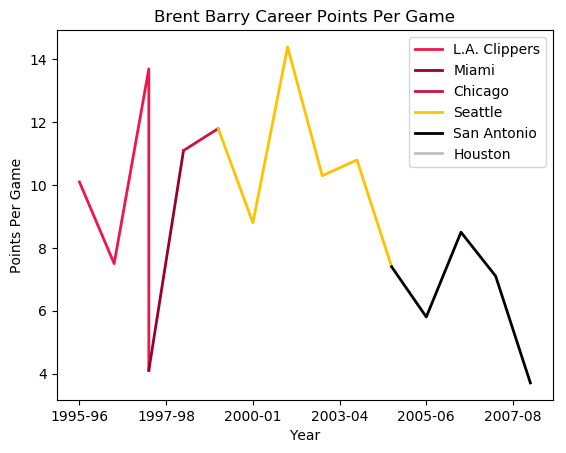 Brent Barry Career Points Per Game
Points Per Game
14
12
10
8
6
4
L.A. Clippers
Miami
Chicago
Seattle
San Antonio
Houston
1995-96
1997-98
2000-01
2003-04
2005-06
2007-08
Year